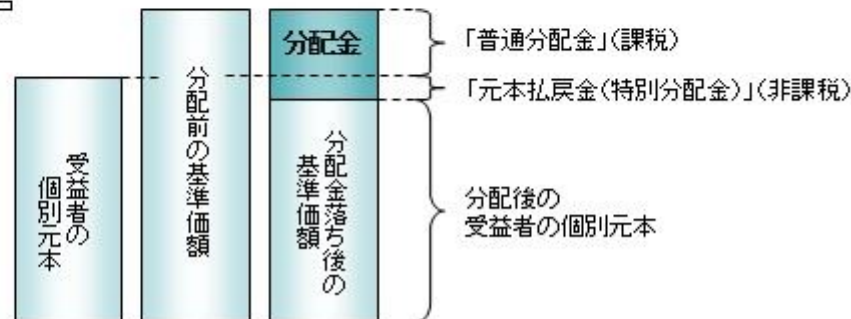 分配金
「普通分配金」(課税)
「元本払戻金(特別分配金)」(非課税)
受益者の
個別元本
分配前の基準価額
分配金落ち後の
基準価額
分配後の
受益者の個別元本